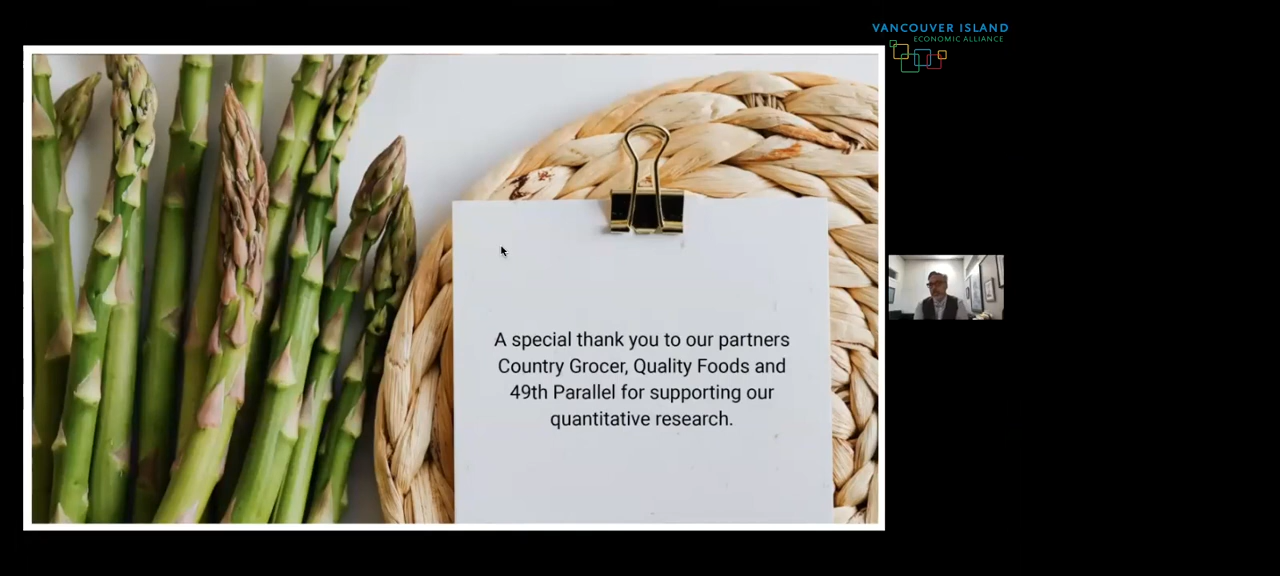 VANCOUVER ISLAND
ECONOMIC ALLIANCE
A special thank you to our partners
Country Grocer, Quality Foods and
49th Parallel for supporting our
quantitative research.